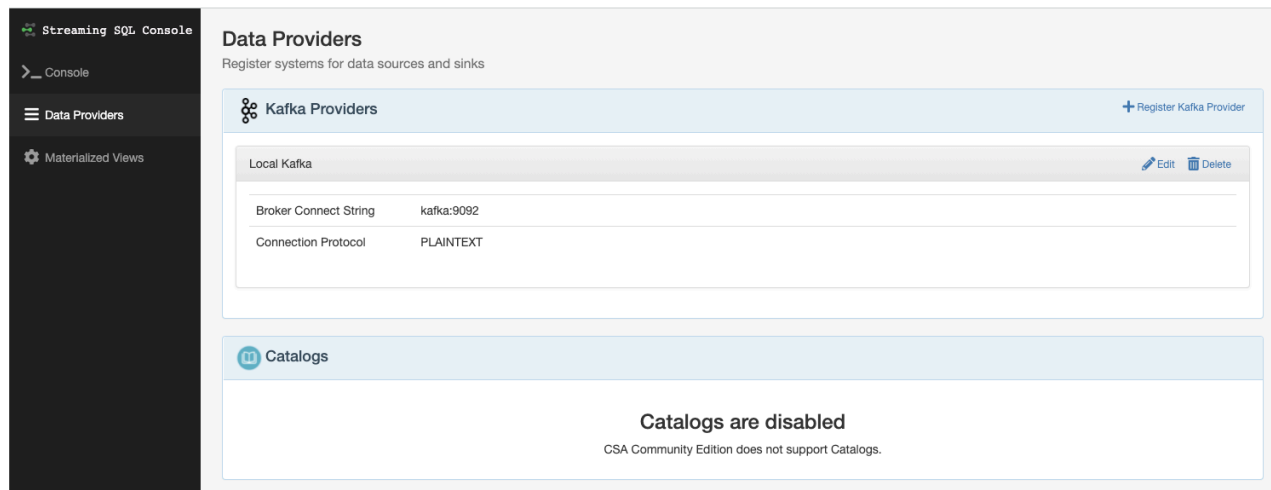 Streaming SQL Console
Console
Data Providers
Materialized Views
Data Providers
Register systems for data sources and sinks
Kafka Providers
Register Kafka Provider
Local Kafka
Edit
Delete
Broker Connect String kafka:9092
Connection Protocol PLAINTEXT
Catalogs
Catalogs are disabled
CSA Community Edition does not support Catalogs.